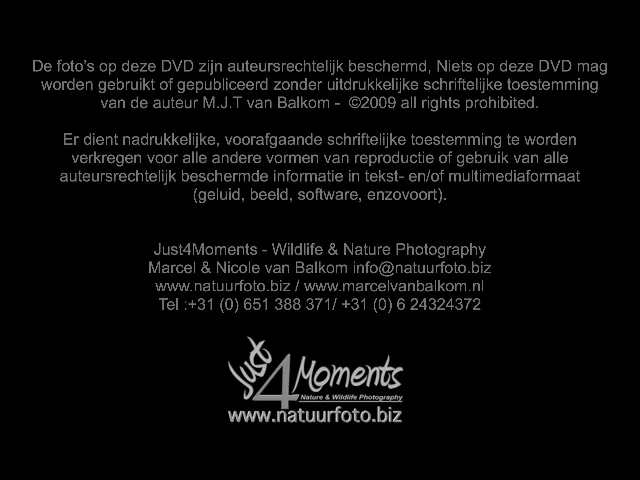 De foto's op deze DVD zijn auteursrechtelijk beschermd, Niets op deze DVD mag
worden gebruikt of gepubliceerd zonder uitdrukkelijke schriftelijke toestemming
van de auteur M.J.T van Balkom -  ©2009 all rights prohibited.
Er dient nadrukkelijke, voorafgaande schriftelijke toestemming te worden
verkregen voor alle andere vormen van reproductie of gebruik van alle
auteursrechtelijk beschermde informatie in tekst- en/of multimediaformaat
(geluid, beeld, software, enzovoort).
Just4Moments - Wildlife & Nature Photography
Marcel & Nicole van Balkom info@natuurfoto.biz
www.natuurfoto.biz / www.marcelvanbalkom.nl
Tel :+31 (0) 651 388 371/ +31 (0) 6 24324372
Just 4 Moments
Nature & Wildlife Photography
www.natuurfoto.biz